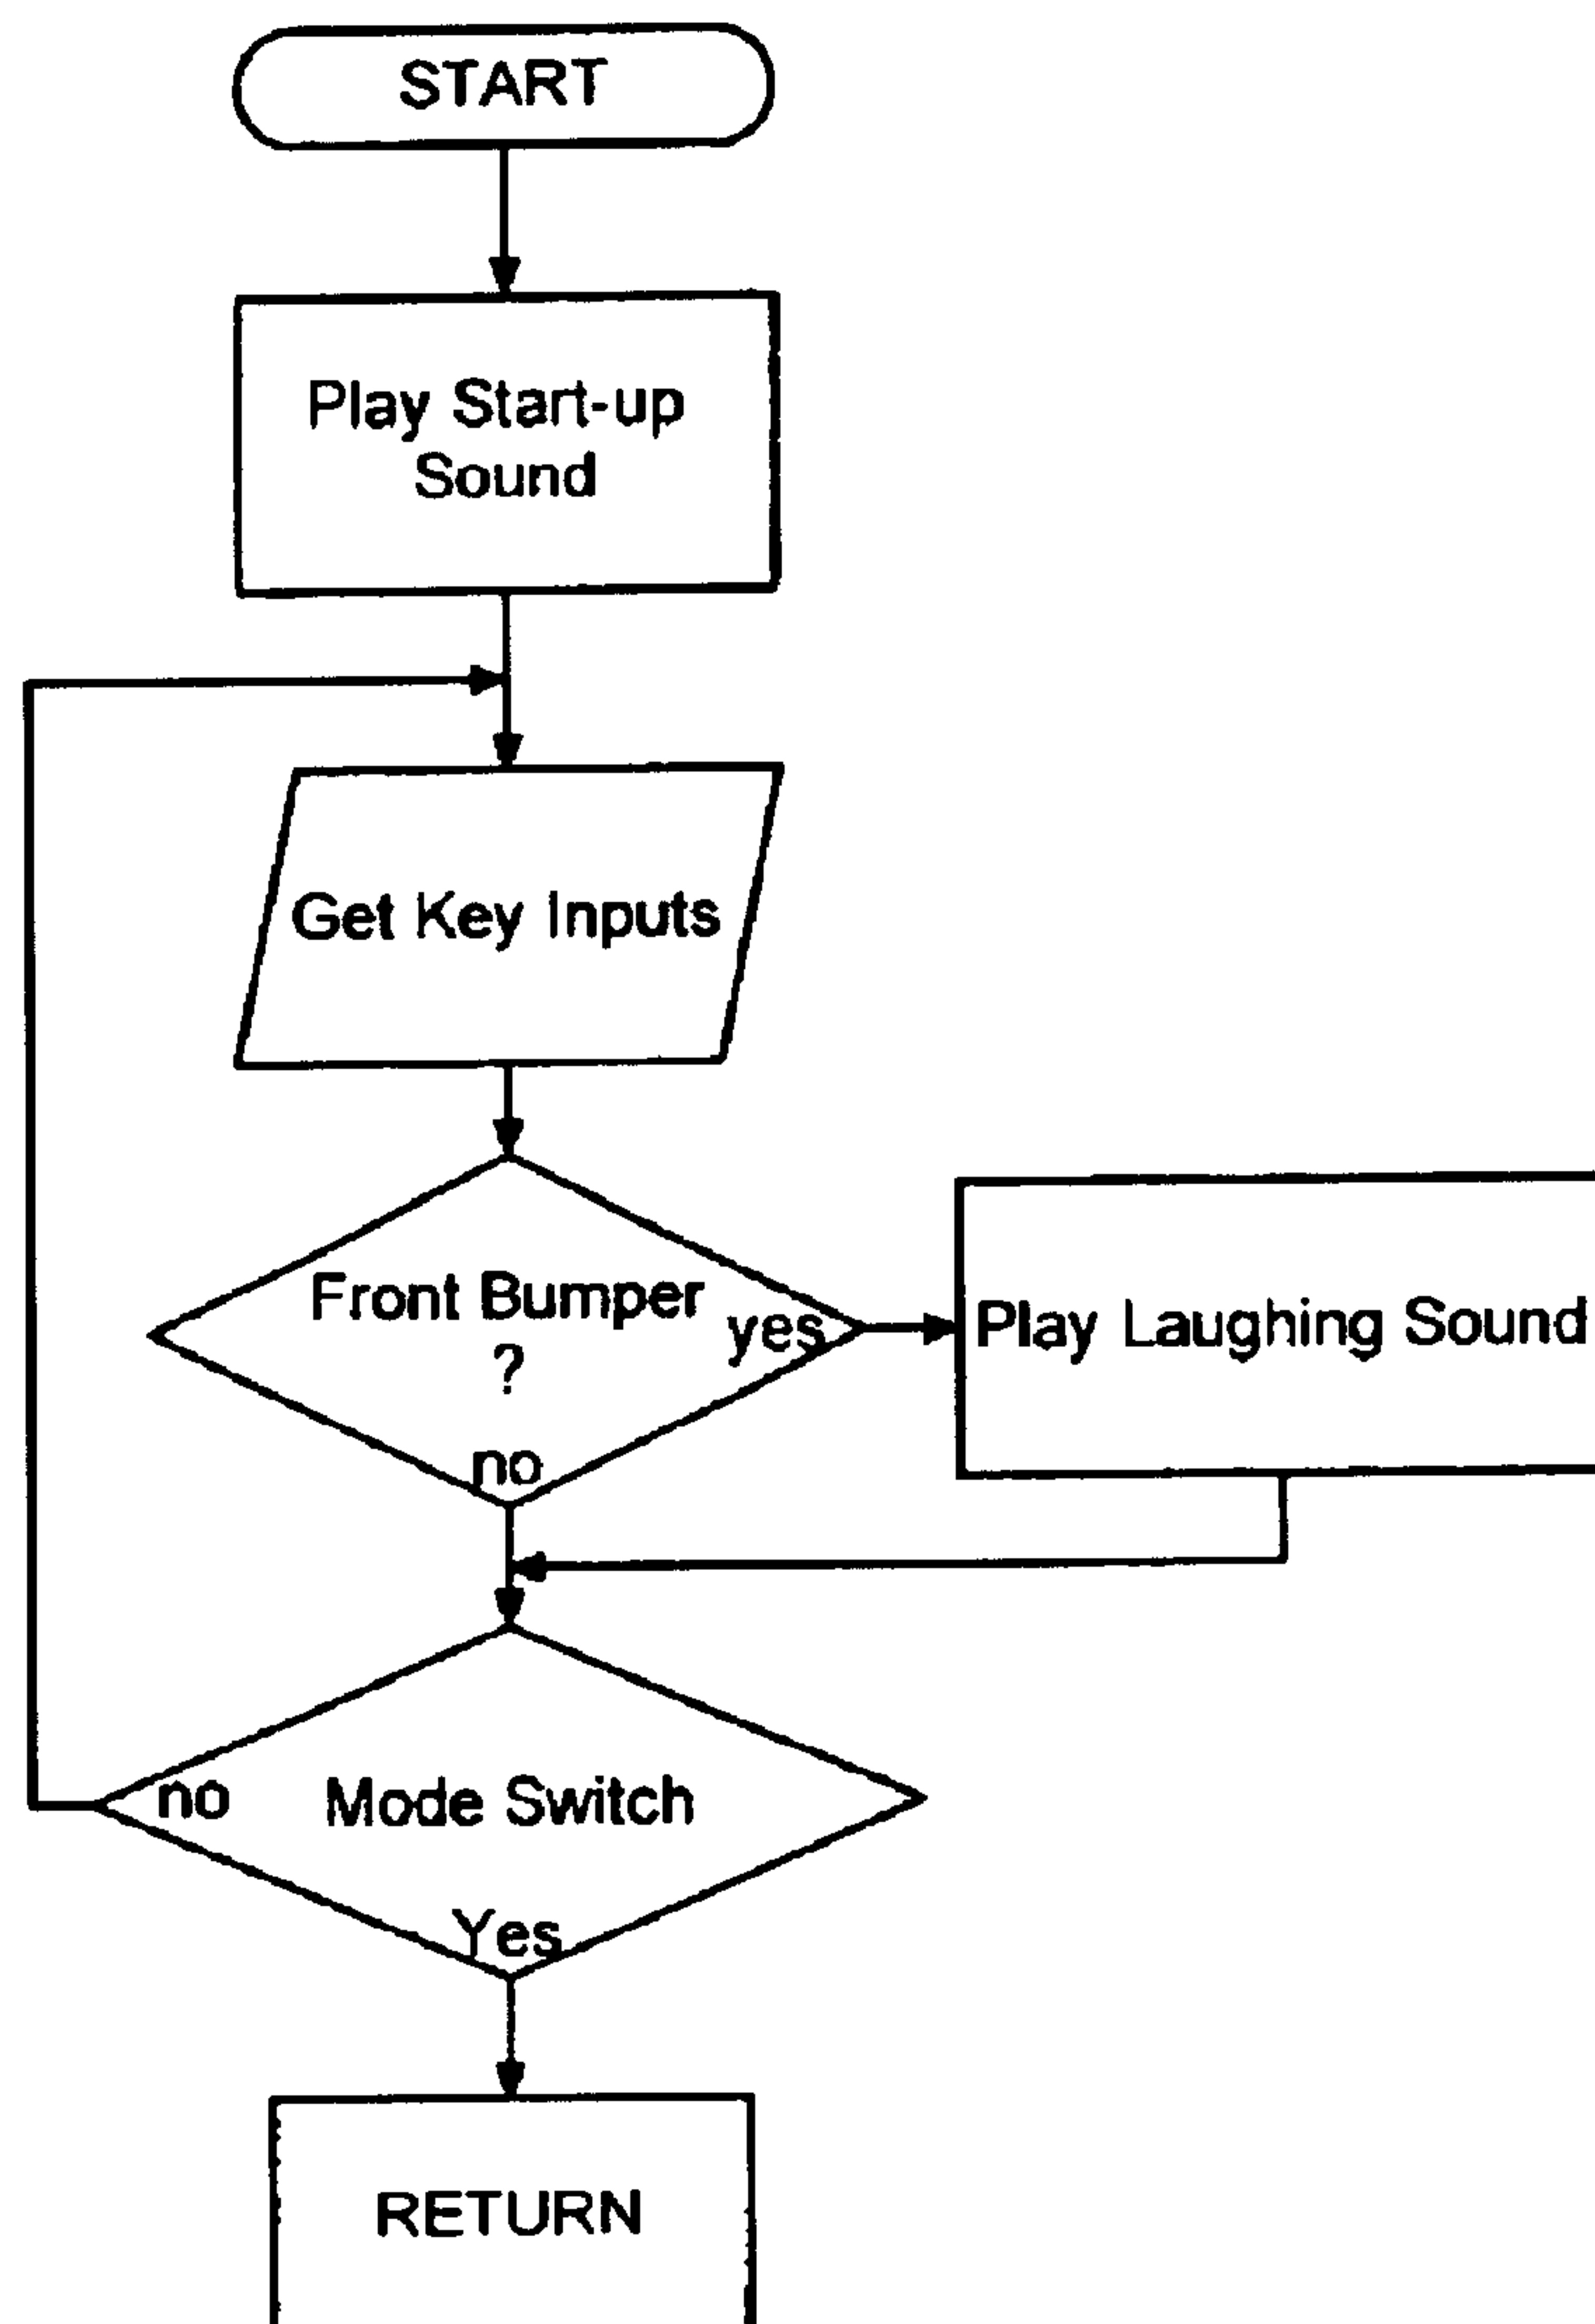 START
Play Start-up
Sound
Get Key Inputs
Front Bumper
?
yes
no
Play Laughing Sound
Mode Switch
no
Yes
RETURN